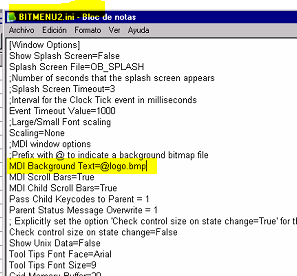 BITMENU2.ini - Bloc de notas
Archivo Edición Formato Ver Ayuda
[Window Options]
Show Splash Screen=False
Splash Screen File=OB_SPLASH
;Number of seconds that the splash screen appears
;Splash Screen Timeout=3
;Interval for the Clock Tick event in milliseconds
Event Timeout Value=1000
;Large/Small Font scaling
Scaling=None
;MDI window options
;Prefix with @ to indicate a background bitmap file
MDI Background Text=@logo.bmp
MDI Scroll Bars=True
MDI Child Scroll Bars=True
Pass Child Keycodes to Parent = 1
Parent Status Message Overwrite = 1
; Explicitly set the option 'Check control size on state change=True' for th
Check control size on state change=False
Show Unix Data=False
Tool Tips Font Face=Arial
Tool Tips Font Size=9
Grid Memory Buffer=20